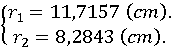 r₁ = 11,7157 (cm).
r₂ = 8,2843 (cm).